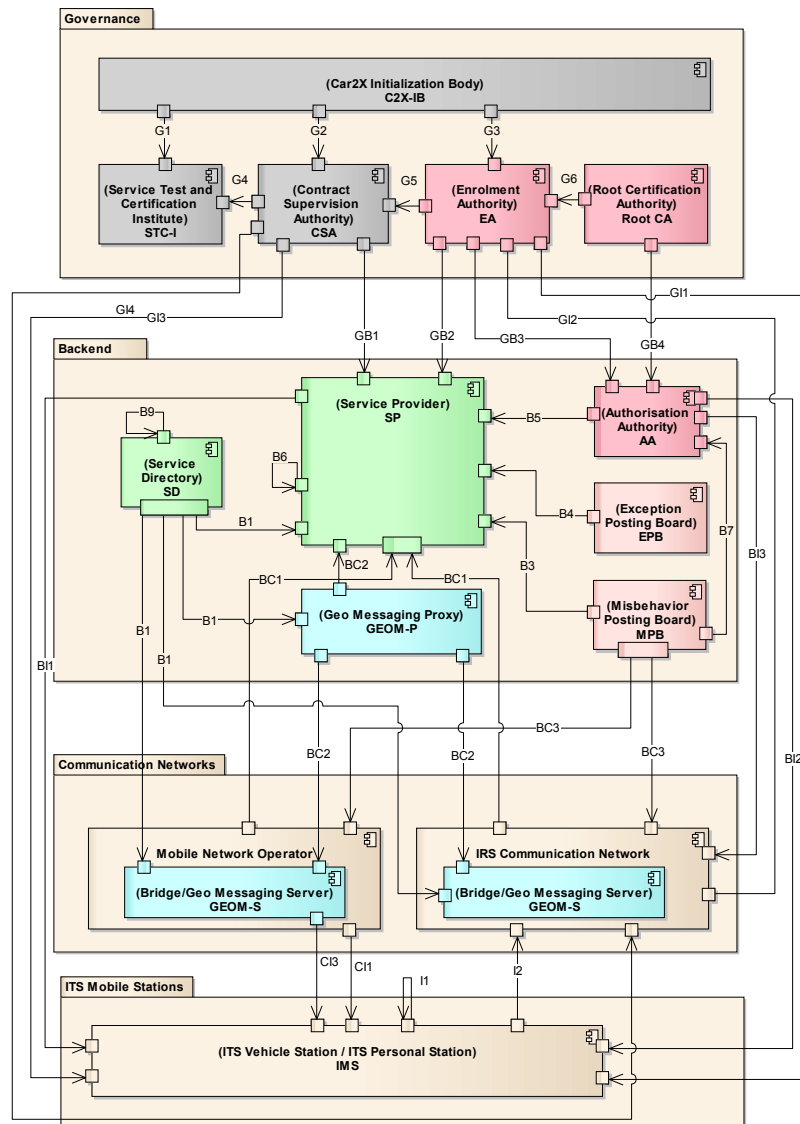 Governance
(Car2X Initialization Body)
C2X-IB
G1
G2
G3
(Service Test and
Certification
Institute)
STC-I
G4
(Contract
Supervision
Authority)
CSA
G5
(Enrolment
Authority)
EA
G6
(Root Certification
Authority)
Root CA
GI4
GI3
GI1
GI2
GB1
GB2
GB3
GB4
Backend
(Service Provider)
SP
B9
(Service
Directory)
SD
B6
B5
(Authorisation
Authority)
AA
B4
(Exception
Posting Board)
EPB
B7
BI3
B1
BC2
BC1
BC1
B3
(Misbehavior
Posting Board)
MPB
(Geo Messaging Proxy)
GEOM-P
B1
B1
B1
BI1
BC3
BC2
BC2
BC3
BI2
Communication Networks
Mobile Network Operator
(Bridge/Geo Messaging Server)
GEOM-S
IRS Communication Network
(Bridge/Geo Messaging Server)
GEOM-S
CI3
CI1
I1
I2
ITS Mobile Stations
(ITS Vehicle Station / ITS Personal Station)
IMS